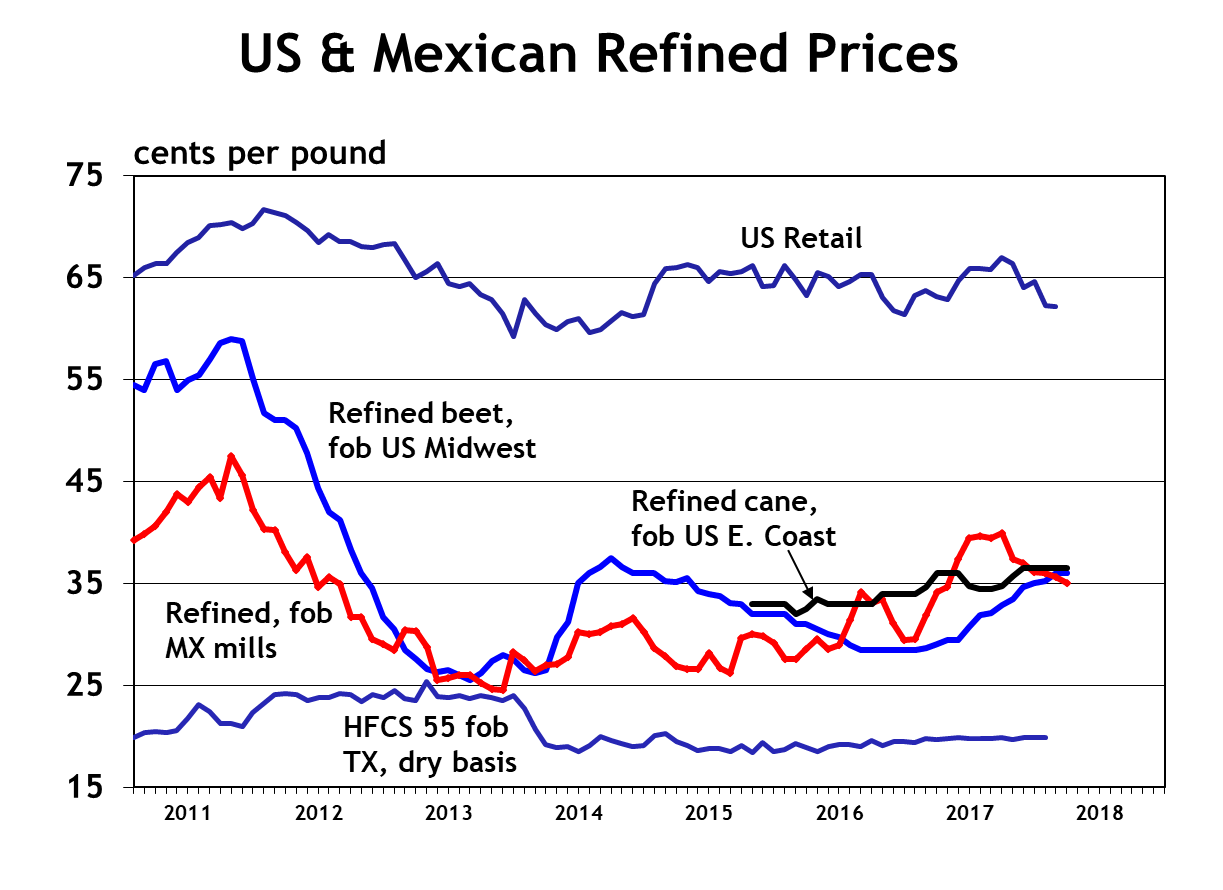 US & Mexican Refined Prices
cents per pound
75
65
55
45
35
25
15
US Retail
Refined beet,
fob US Midwest
Refined cane,
fob US E. Coast
Refined, fob
MX mills
HFCS 55 fob
TX, dry basis
2011 2012 2013 2014 2015 2016 2017 2018